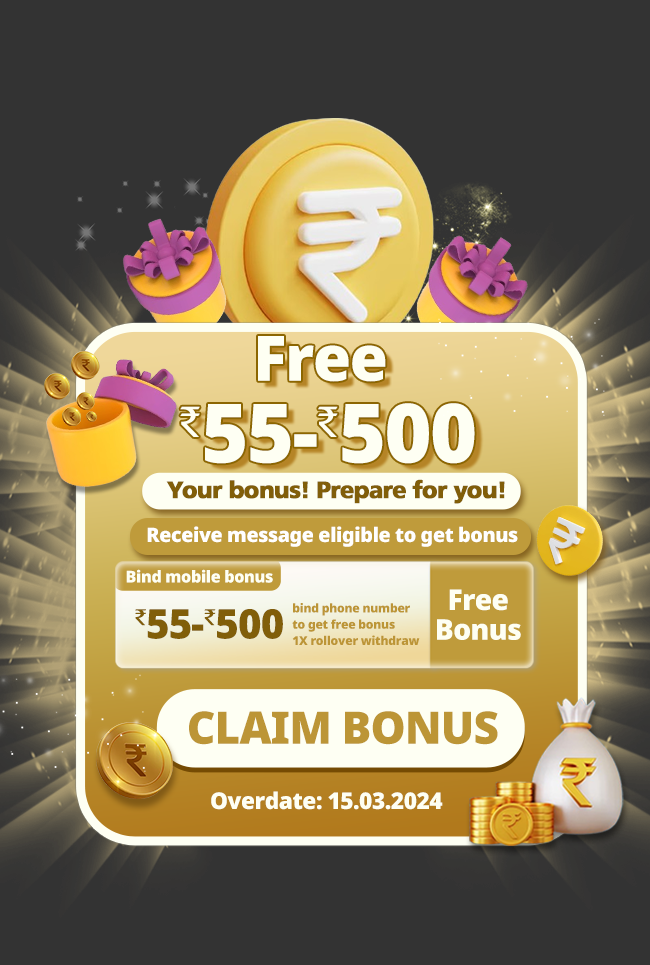 Free
₹55-₹500
Your bonus! Prepare for you!
Receive message eligible to get bonus
Bind mobile bonus
₹55-₹500
bind phone number
to get free bonus
1X rollover withdraw
Free
Bonus
CLAIM BONUS
Overdate: 15.03.2024